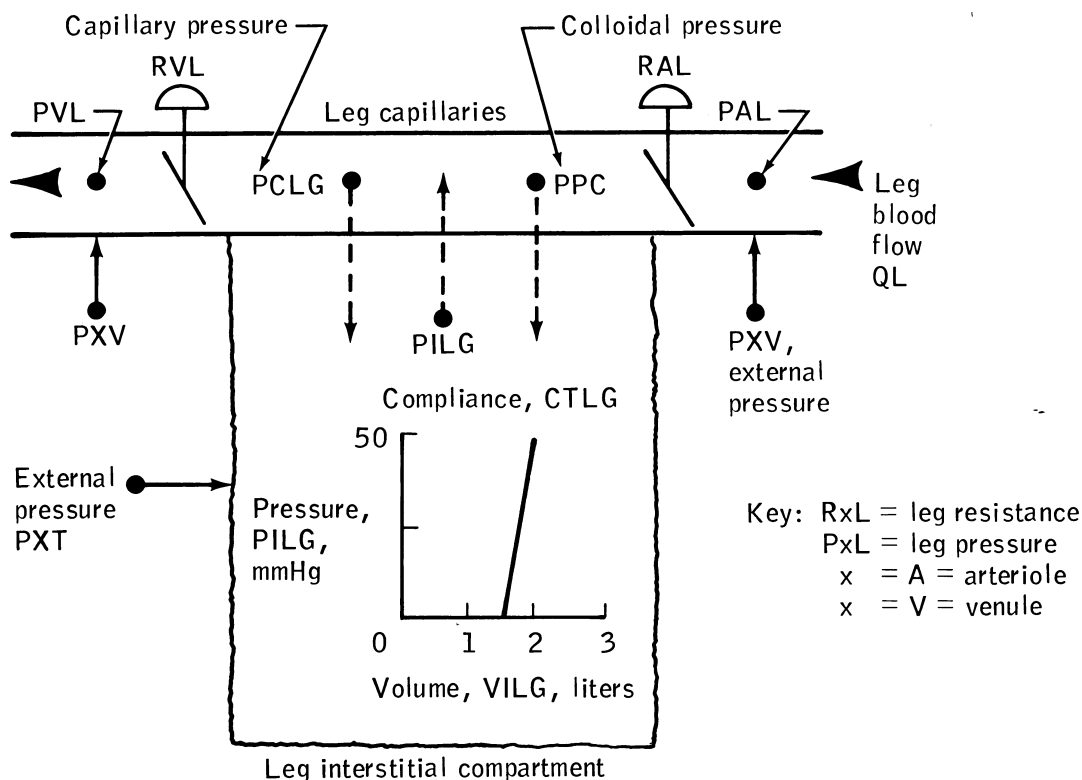 Capillary pressure
Colloidal pressure
RVL
RAL
PVL
Leg capillaries
PAL
PCLG
PPC
Leg
blood
flow
QL
PXV
PILG
PXV,
external
pressure
Compliance, CTLG
50
External
pressure
PXT
Pressure,
PILG,
mmHg
0
1
2
3
Volume, VILG, liters
Key: RxL = leg resistance
PxL = leg pressure
x = A = arteriole
x = V = venule
Leg interstitial compartment